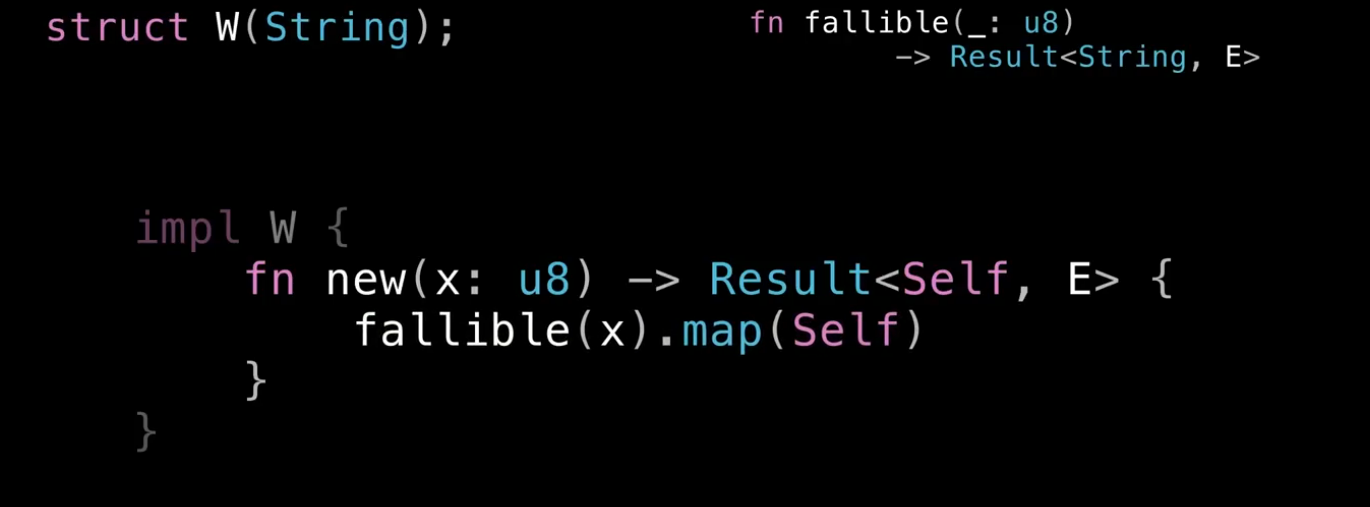 struct W(String);
fn fallible(_: u8)
-> Result<String, E>
impl W {
fn new(x: u8) -> Result<Self, E> {
fallible(x).map(Self)
}
}